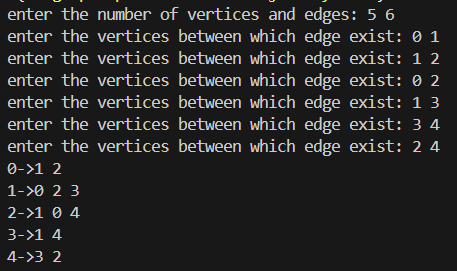 enter the number of vertices and edges: 5 6
enter the vertices between which edge exist: 0 1
enter the vertices between which edge exist: 1 2
enter the vertices between which edge exist: 0 2
enter the vertices between which edge exist: 1 3
enter the vertices between which edge exist: 3 4
enter the vertices between which edge exist: 2 4
0->1 2
1->0 2 3
2->1 0 4
3->1 4
4->3 2